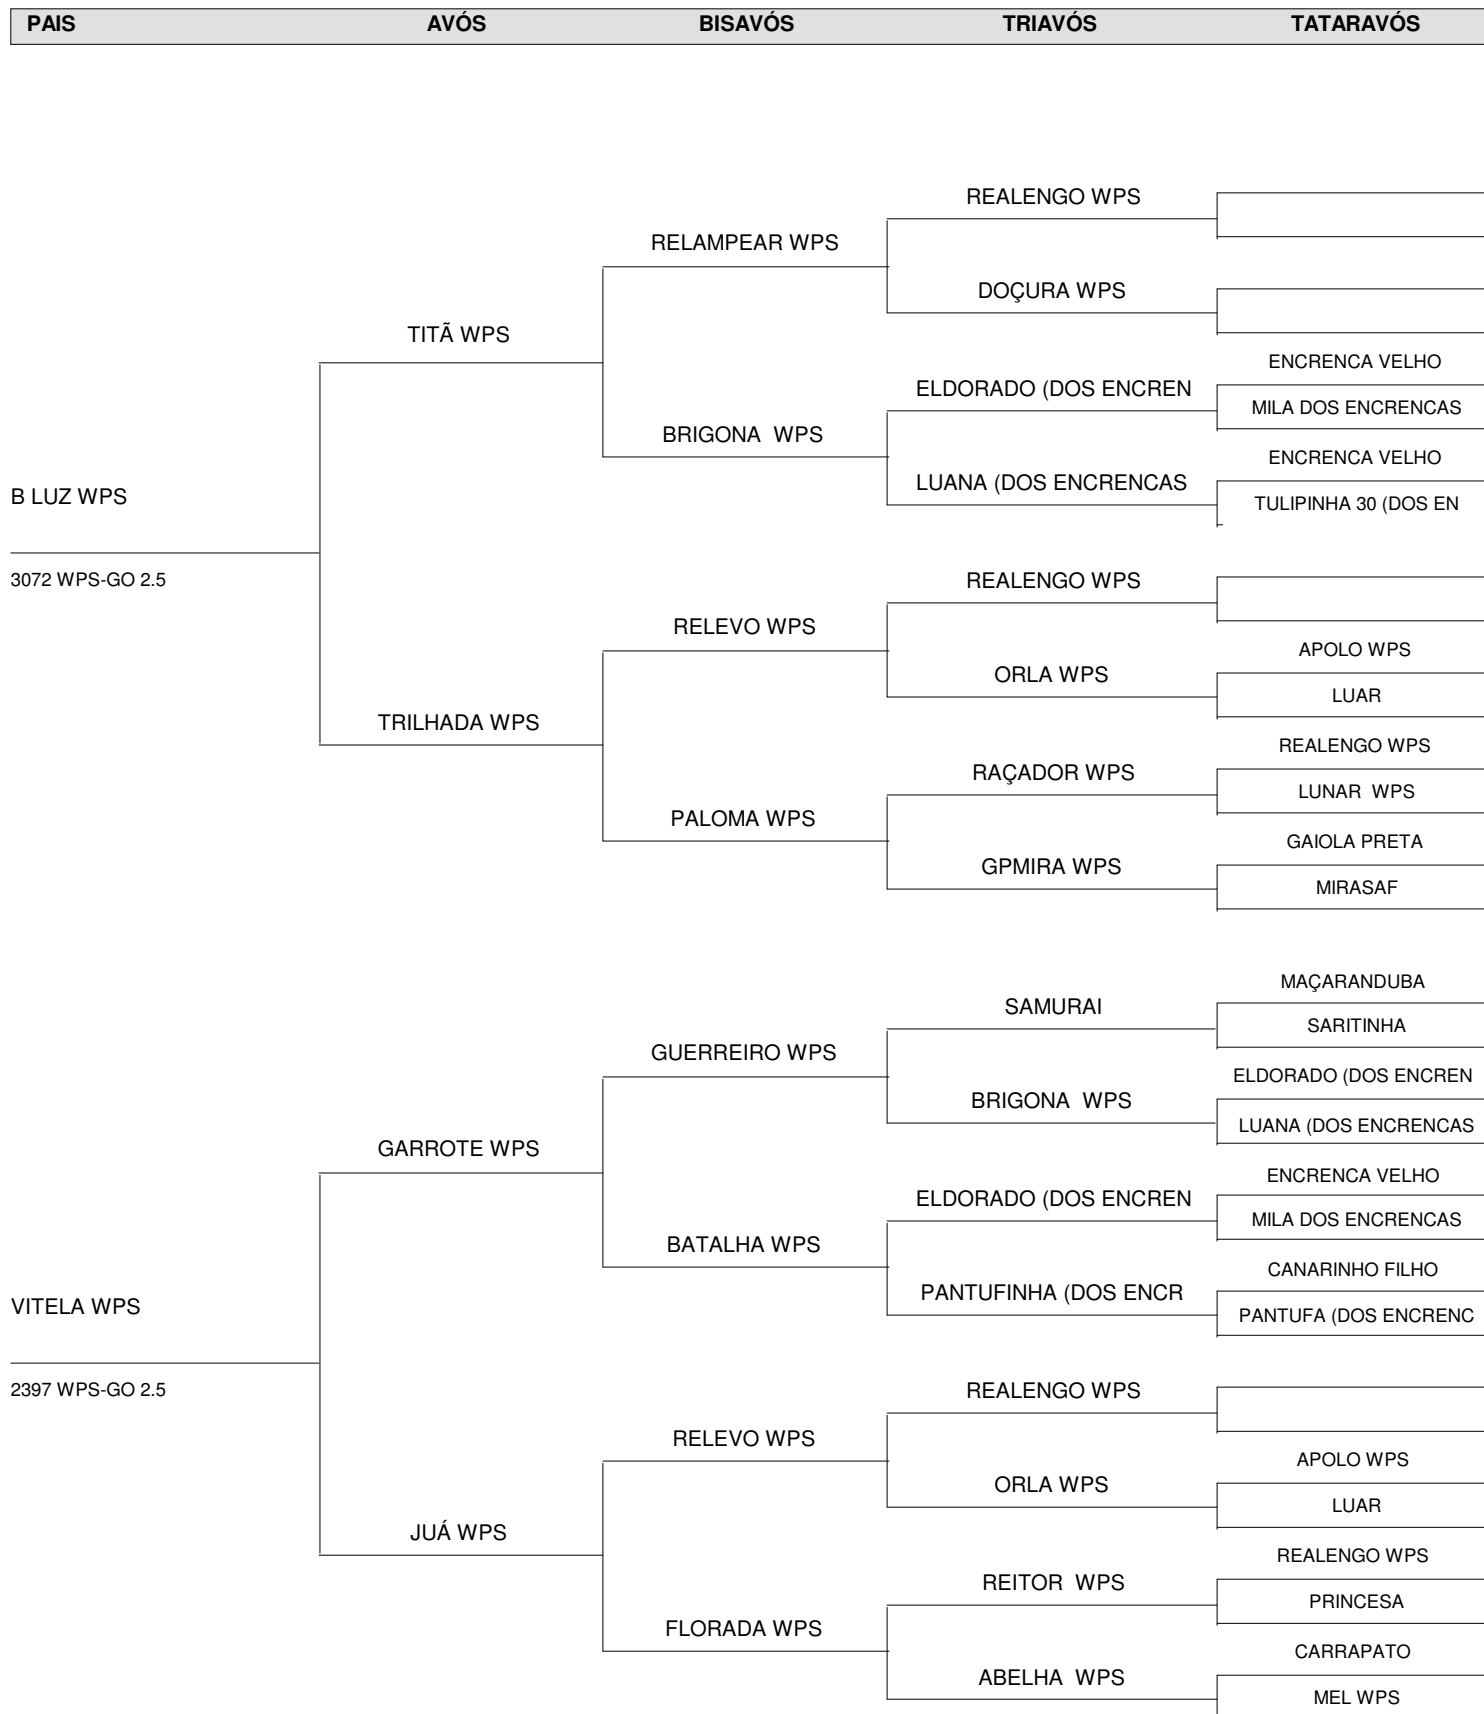 PAIS AVÓS BISAVÓS TRIAVÓS TATARAVÓS
REALENGO WPS
RELAMPEAR WPS
DOÇURA WPS
TITÃ WPS
ENCRENCA VELHO
ELDORADO (DOS ENCREN
MILA DOS ENCRENCAS
BRIGONA WPS
ENCRENCA VELHO
LUANA (DOS ENCRENCAS
B LUZ WPS
TULIPINHA 30 (DOS EN
3072 WPS-GO 2.5
REALENGO WPS
RELEVO WPS
APOLO WPS
ORLA WPS
LUAR
TRILHADA WPS
REALENGO WPS
RAÇADOR WPS
LUNAR WPS
PALOMA WPS
GAIOLA PRETA
GPMIRA WPS
MIRASAF
MAÇARANDUBA
SAMURAI
SARITINHA
GUERREIRO WPS
ELDORADO (DOS ENCREN
BRIGONA WPS
LUANA (DOS ENCRENCAS
GARROTE WPS
ENCRENCA VELHO
ELDORADO (DOS ENCREN
MILA DOS ENCRENCAS
BATALHA WPS
CANARINHO FILHO
PANTUFINHA (DOS ENCR
VITELA WPS
PANTUFA (DOS ENCRENC
2397 WPS-GO 2.5
REALENGO WPS
RELEVO WPS
APOLO WPS
ORLA WPS
LUAR
JUÁ WPS
REALENGO WPS
REITOR WPS
PRINCESA
FLORADA WPS
CARRAPATO
ABELHA WPS
MEL WPS